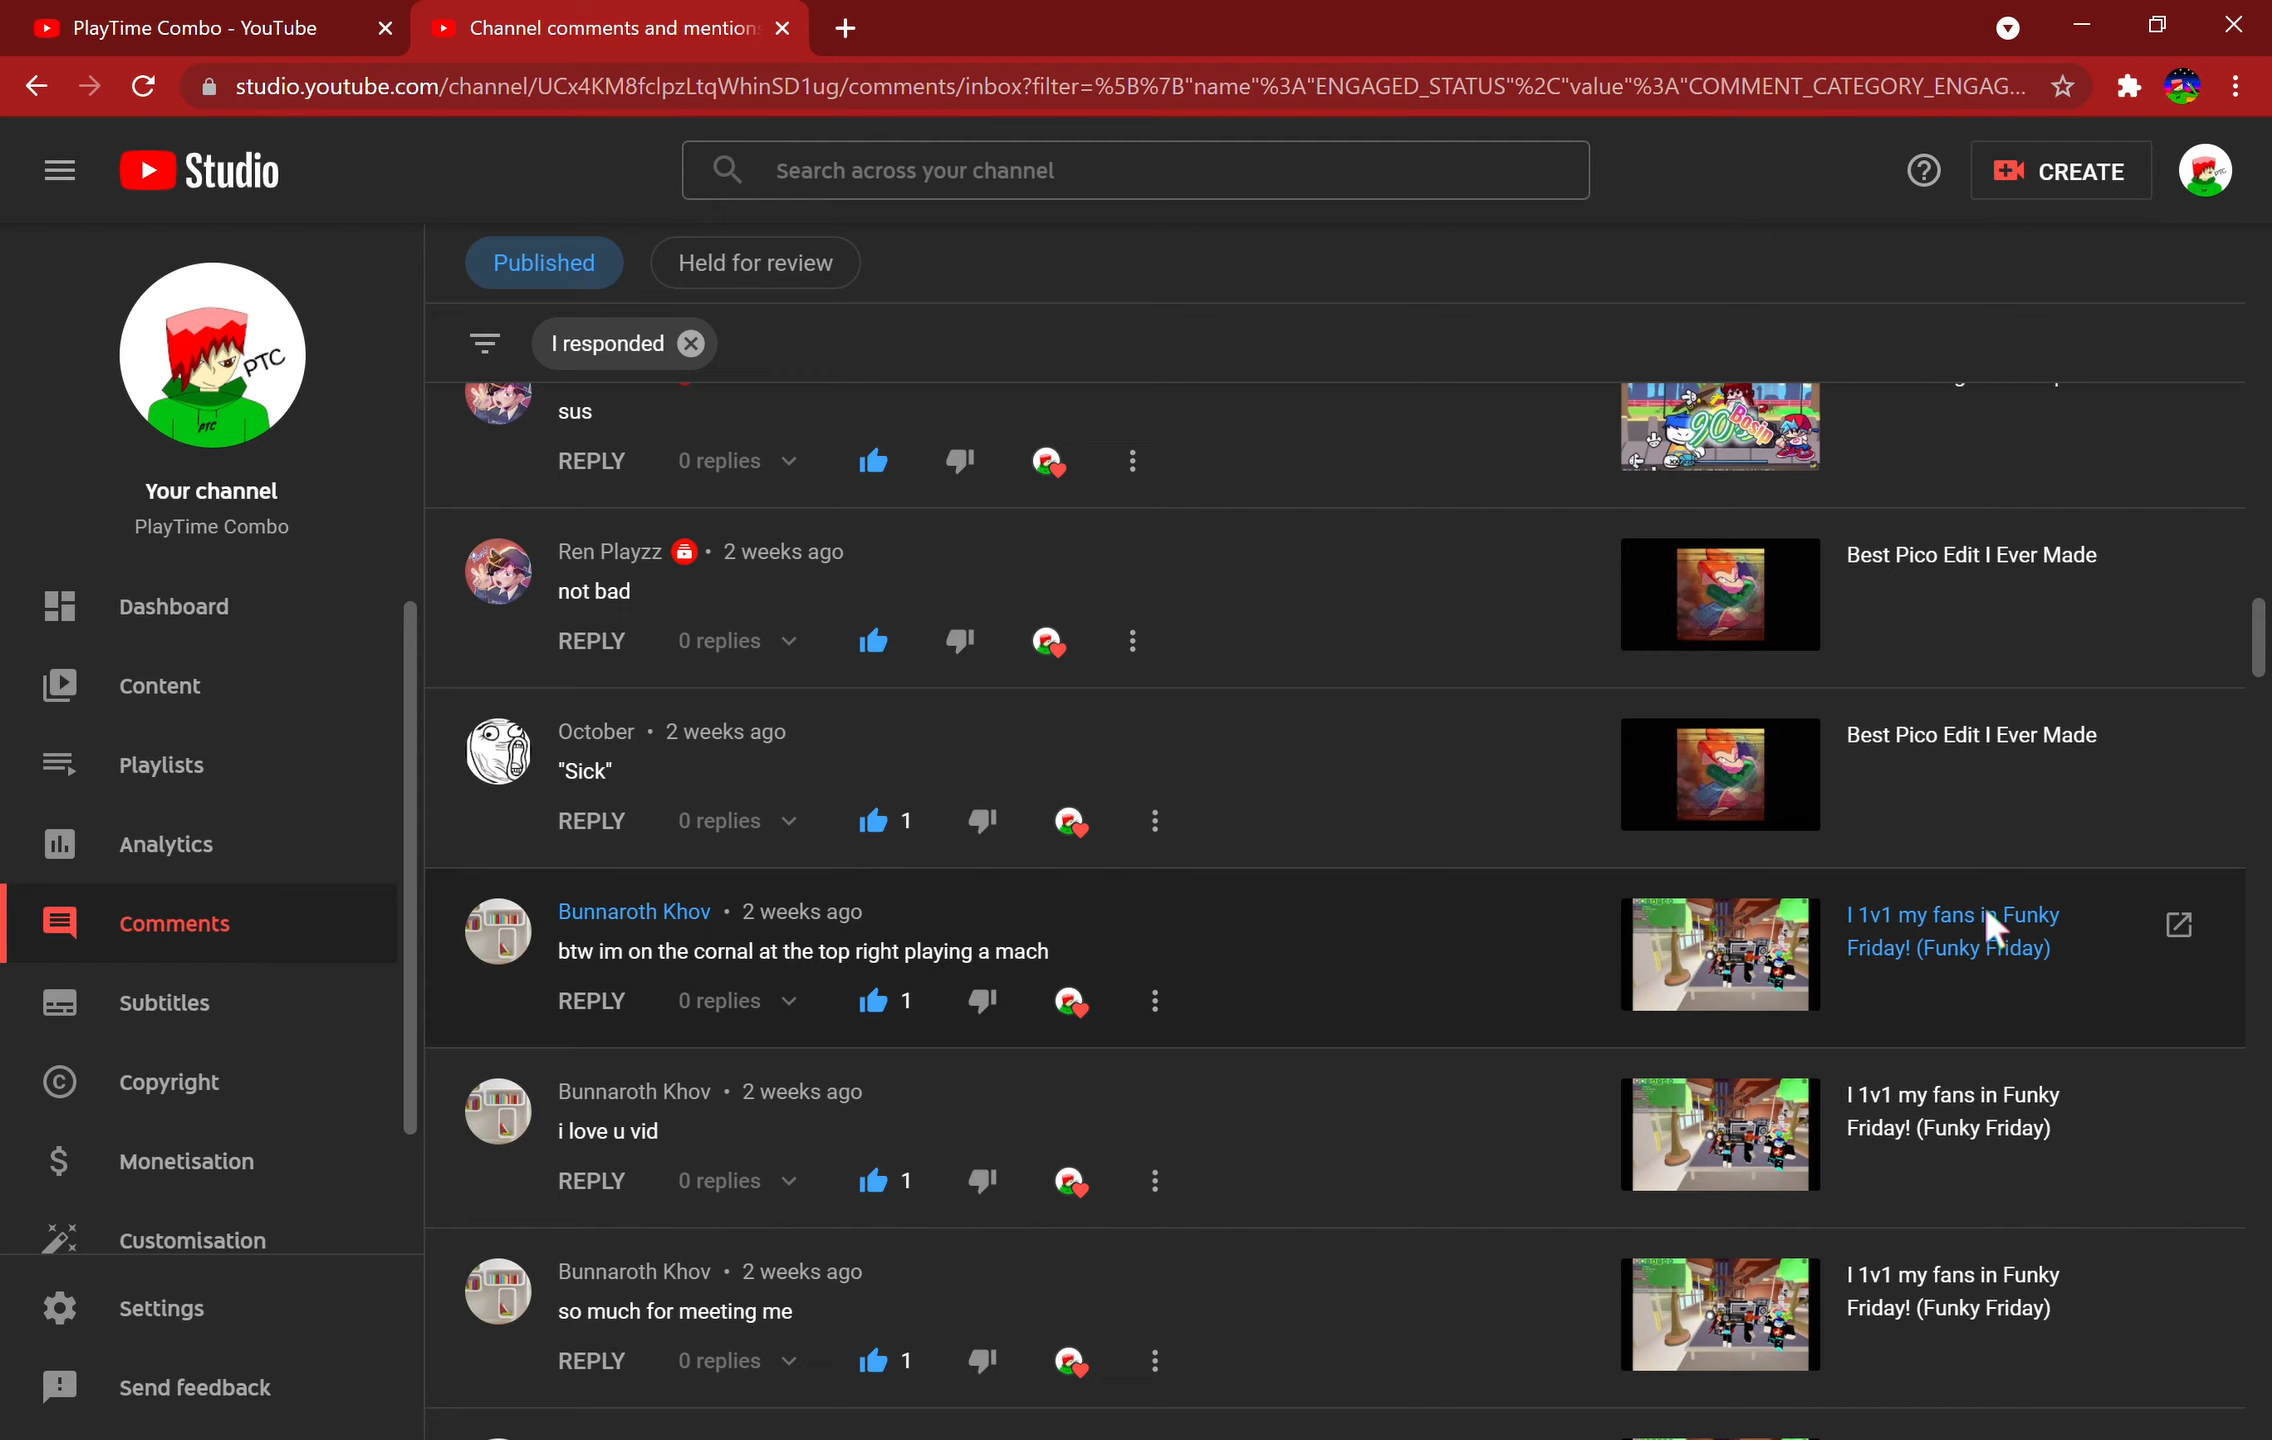 PlayTime Combo - YouTube
Channel comments and mention
studio.youtube.com/channel/UCx4KM8fclpzLtqWhinSD1ug/comments/inbox?filter=%5B%7B"name"%3A"ENGAGED_STATUS"%2C"value"%3A"COMMENT_CATEGORY_ENGAG...
Studio
Search across your channel
CREATE
PTC
PTC
Your channel
PlayTime Combo
Dashboard
Content
Playlists
Analytics
Comments
Subtitles
Copyright
Monetisation
Customisation
Settings
Send feedback
Published
Held for review
I responded
sus
REPLY 0 replies
90's Bosip
Ren Playzz • 2 weeks ago
not bad
REPLY 0 replies
Best Pico Edit I Ever Made
October • 2 weeks ago
"Sick"
REPLY 0 replies 1
Best Pico Edit I Ever Made
Bunnaroth Khov • 2 weeks ago
btw im on the cornal at the top right playing a mach
REPLY 0 replies 1
I 1v1 my fans in Funky
Friday! (Funky Friday)
Bunnaroth Khov • 2 weeks ago
i love u vid
REPLY 0 replies 1
I 1v1 my fans in Funky
Friday! (Funky Friday)
Bunnaroth Khov • 2 weeks ago
so much for meeting me
REPLY 0 replies 1
I 1v1 my fans in Funky
Friday! (Funky Friday)